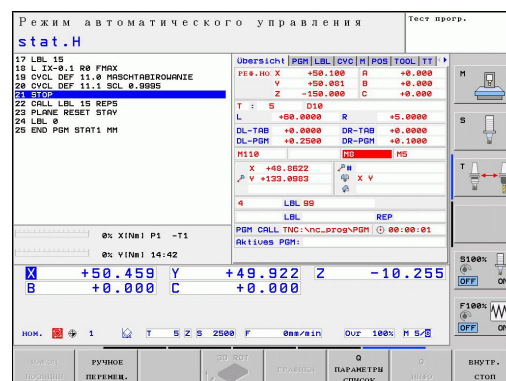 Режим автоматического управления
Тест прогр.
stat.H
17 LBL 15
18 L IX-0.1 R0 FMAX
19 CYCL DEF 11.0 MASCHTABIROWANIE
20 CYCL DEF 11.1 SCL 0.9995
21 STOP
22 CALL LBL 15 REP5
23 PLANE RESET STAY
24 LBL 0
25 END PGM STAT1 MM
Übersicht PGM LBL CYC M POS TOOL TT
РЕФ.НО X +50.100 A +0.000
Y +50.081 B +0.000
Z -150.000 C +0.000
T : 5 D10
L +60.0000 R +5.0000
DL-TAB +0.0000 DR-TAB +0.0000
DL-PGM +0.2500 DR-PGM +0.1000
M110 M8 M5
X +48.8622 #
Y +133.0983 X Y
4 LBL 99
LBL REP
PGM CALL TNC:\nc_prog\PGM 00:00:01
Aktives PGM:
0% X[Nm] P1 -T1
0% Y[Nm] 14:42
X +50.459 Y +49.922 Z -10.255
B +0.000 C +0.000
НОМ. 1 T 5 Z S 2500 F 0mm/min Ovr 100% M 5/8
M
S
T
S100%
OFF ON
F100% W
OFF ON
РУЧНОЕ ПЕРЕМЕЩ.
3D ROT
Q ПАРАМЕТРЫ СПИСОК
ВНУТР. СТОП